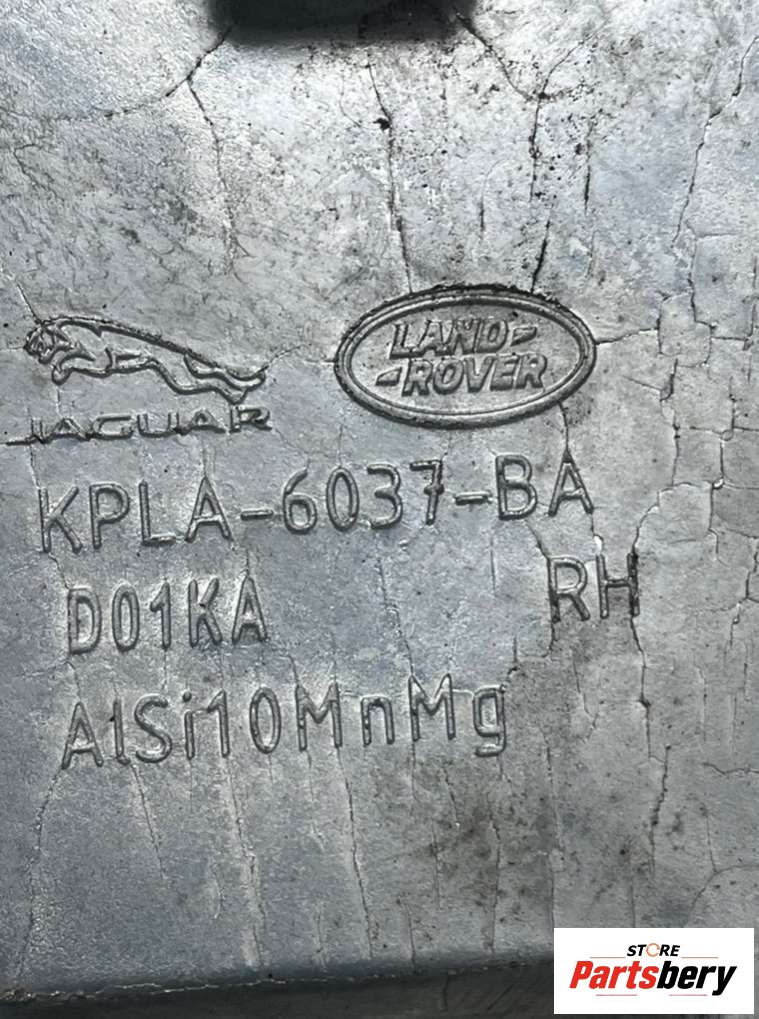 JAGUAR
LAND-
-ROVER
KPLA-6037-BA
D01KA RH
AlSi10MnMg
STORE
Partsbery